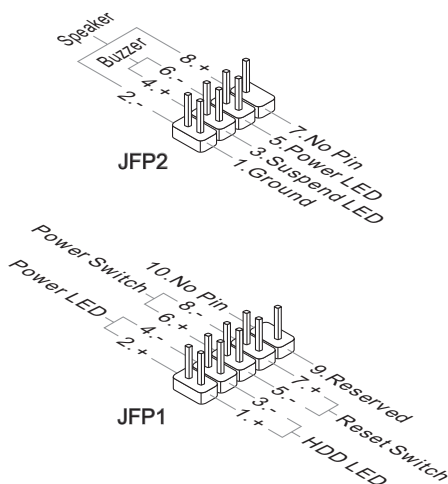 Speaker
Buzzer
8.+
6.-
4.+
2.-
7.No Pin
5.Power LED
3.Suspend LED
1.Ground
JFP2
Power Switch
Power LED
10.No Pin
8.-
6.+
4.-
2.+
9.Reserved
7.+
5.-
3.-
1.+
Reset Switch
HDD LED
JFP1